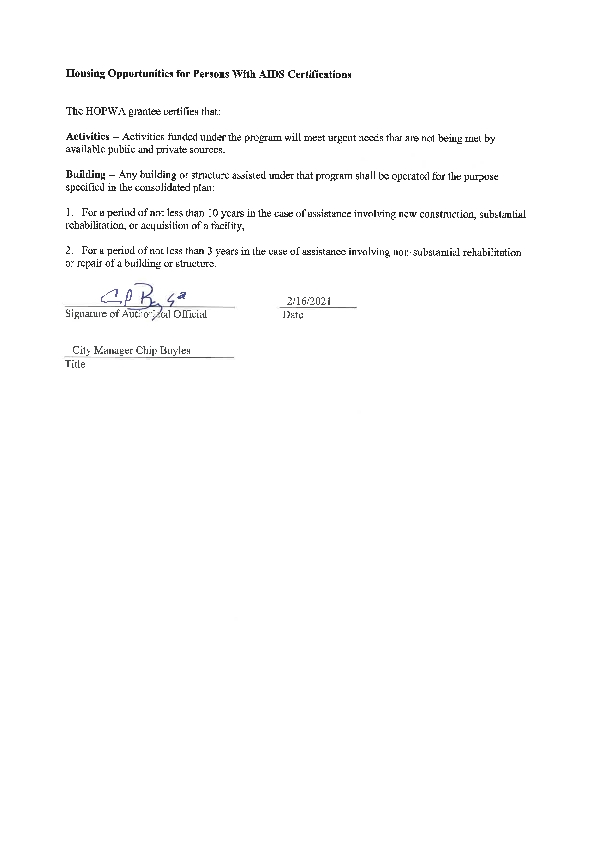 Housing Opportunities for Persons With AIDS Certifications
The HOPWA grantee certifies that:
Activities -- Activities funded under the program will meet urgent needs that are not being met by
available public and private sources.
Building -- Any building or structure assisted under that program shall be operated for the purpose
specified in the consolidated plan:
1. For a period of not less than 10 years in the case of assistance involving new construction, substantial
rehabilitation, or acquisition of a facility,
2. For a period of not less than 3 years in the case of assistance involving non-substantial rehabilitation
or repair of a building or structure.
2/16/2021
Signature of Authorized Official Date
City Manager Chip Boyles
Title